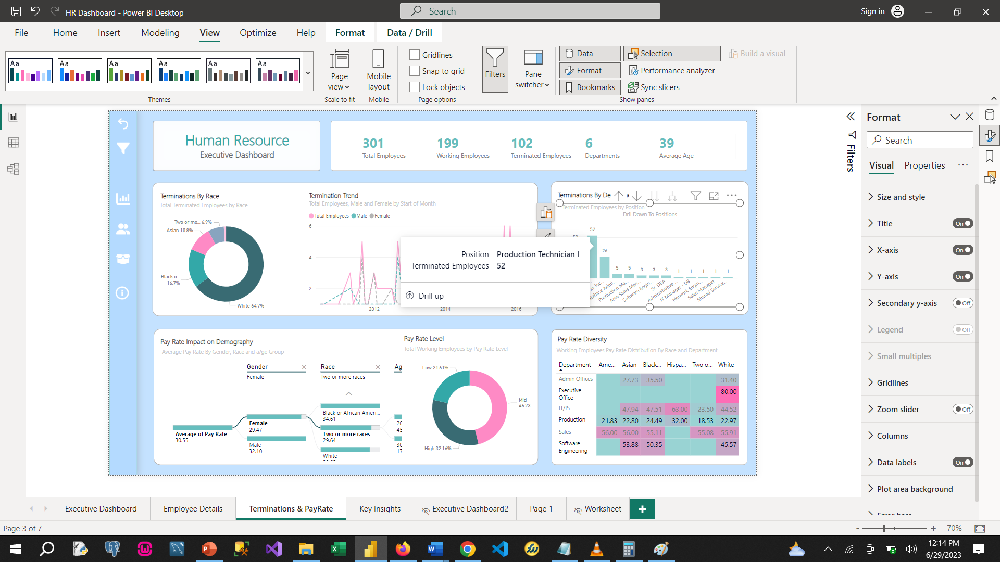 HR Dashboard - Power BI Desktop
Search
Sign in
File Home Insert Modeling View Optimize Help Format Data / Drill
Aa Aa Aa Aa Aa Aa
Themes
Page view
Scale to fit
Mobile layout
Mobile
Gridlines
Snap to grid
Lock objects
Page options
Filters
Pane switcher
Data
Format
Bookmarks
Selection
Performance analyzer
Sync slicers
Show panes
Build a visual
Human Resource
Executive Dashboard
301 199 102 6 39
Total Employees Working Employees Terminated Employees Departments Average Age
Terminations By Race
Total Terminated Employees by Race
Two or mo... 6.9%
Asian 10.8%
Black o...
16.7%
White 64.7%
Termination Trend
Total Employees, Male and Female by Start of Month
Total Employees Male Female
6
4
2
2012 2014 2016
Terminations By De
Terminated Employees by Position
Dril Down To Positions
52
26
5 5 3 3 3 1 1 1 1 1
Production Ma...
Area Sales Man...
Software Engin...
Sr. DBA
Administrative ...
IT Manager - DB
Network Engin...
Sales Manager
Shared Service...
Position Production Technician I
Terminated Employees 52
Drill up
Pay Rate Impact on Demography
Average Pay Rate By Gender, Race and a/ge Group
Gender
Female
Race
Two or more races
Ag
Average of Pay Rate
30.55
Female
29.47
Male
32.10
Black or African Ameri...
34.61
Two or more races
29.64
White
20
45
30
17
Pay Rate Level
Total Working Employees by Pay Rate Level
Low 21.61%
Mid
46.23...
High 32.16%
Pay Rate Diversity
Working Employees Pay Rate Distribution By Race and Department
Department Ame... Asian Black... Hispa... Two o... White
Admin Offices 27.73 35.50 31.40
Executive Office 80.00
IT/IS 47.94 47.51 63.00 23.50 44.52
Production 21.83 22.80 24.49 32.00 18.53 22.97
Sales 56.00 56.00 55.11 55.08 55.91
Software Engineering 53.88 50.35 45.57
Filters
Format
Search
Visual Properties ...
Size and style
Title On
X-axis On
Y-axis On
Secondary y-axis Off
Legend Off
Small multiples
Gridlines
Zoom slider Off
Columns
Data labels On
Plot area background
Error bars
Executive Dashboard Employee Details Terminations & PayRate Key Insights Executive Dashboard2 Page 1 Worksheet +
Page 3 of 7
- + 70%
12:14 PM
6/29/2023